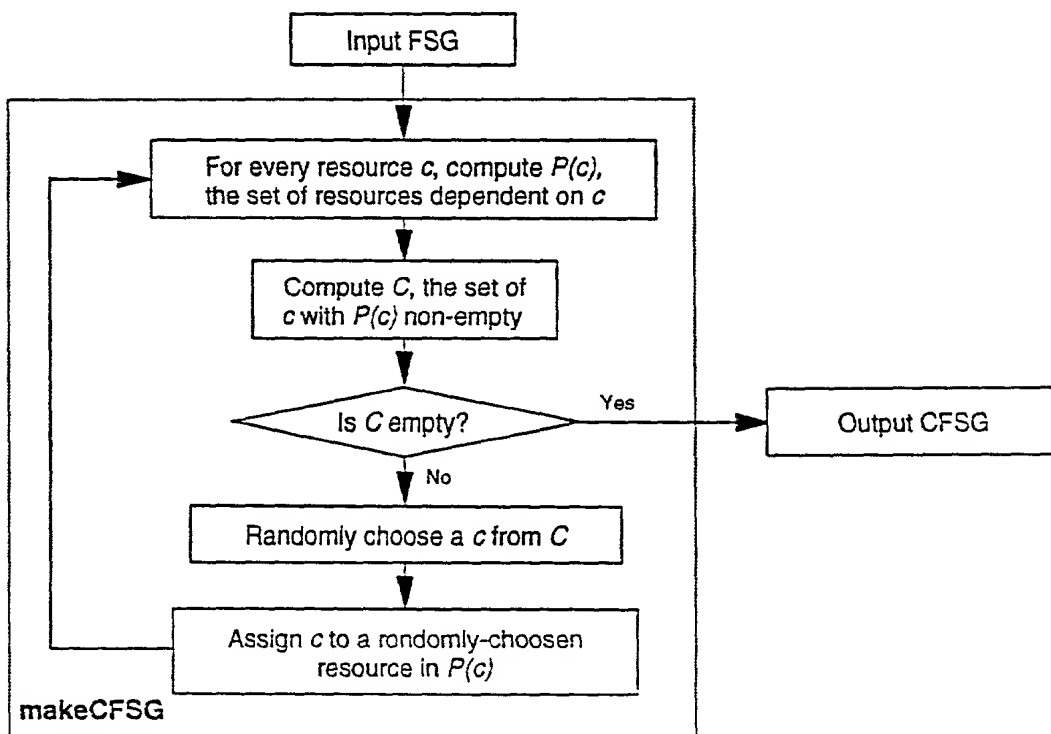 Input FSG
For every resource c, compute P(c),
the set of resources dependent on c
Compute C, the set of
c with P(c) non-empty
Is C empty?
Yes
Output CFSG
No
Randomly choose a c from C
Assign c to a randomly-choosen
resource in P(c)
makeCFSG